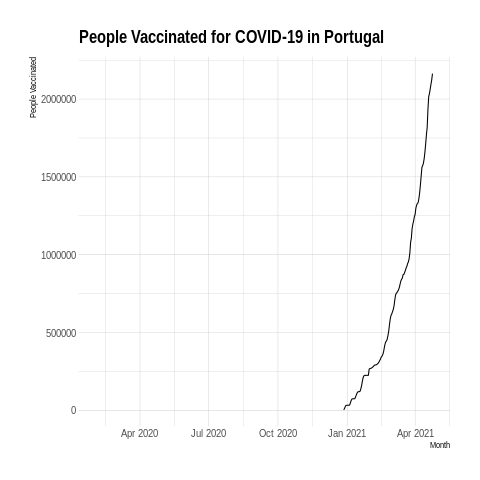 People Vaccinated for COVID-19 in Portugal
People Vaccinated
2000000
1500000
1000000
500000
0
Apr 2020 Jul 2020 Oct 2020 Jan 2021 Apr 2021
Month